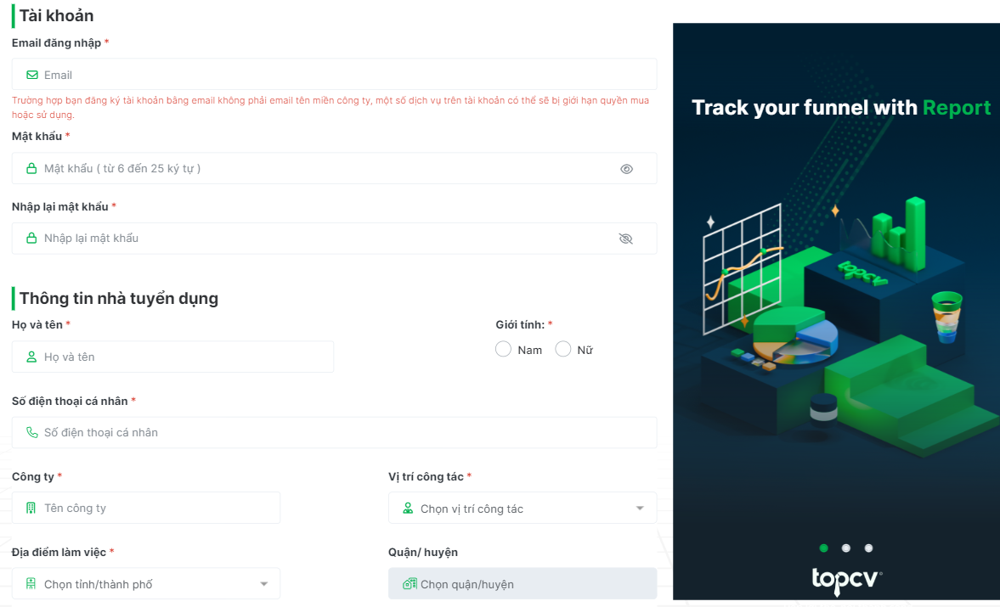 Tài khoản
Email đăng nhập *
Email
Trường hợp bạn đăng ký tài khoản bằng email không phải email tên miền công ty, một số dịch vụ trên tài khoản có thể sẽ bị giới hạn quyền mua
hoặc sử dụng.
Mật khẩu *
Mật khẩu ( từ 6 đến 25 ký tự )
Nhập lại mật khẩu *
Nhập lại mật khẩu
Thông tin nhà tuyển dụng
Họ và tên *
Giới tính: *
Họ và tên
Nam
Nữ
Số điện thoại cá nhân *
Số điện thoại cá nhân
Công ty *
Vị trí công tác *
Tên công ty
Chọn vị trí công tác
Địa điểm làm việc *
Quận/ huyện
Chọn tỉnh/thành phố
Chọn quận/huyện
Track your funnel with Report
topcv
topcv